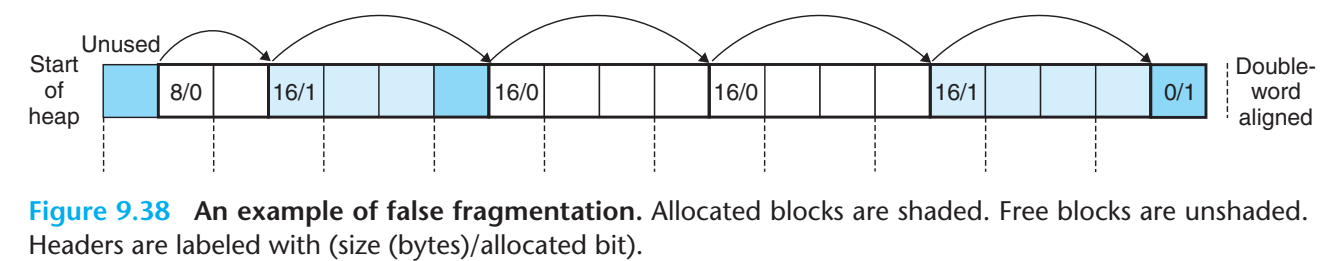 Unused
Start
of
heap
8/0 16/1 16/0 16/0 16/1 0/1
Double-
word
aligned
Figure 9.38 An example of false fragmentation. Allocated blocks are shaded. Free blocks are unshaded.
Headers are labeled with (size (bytes)/allocated bit).